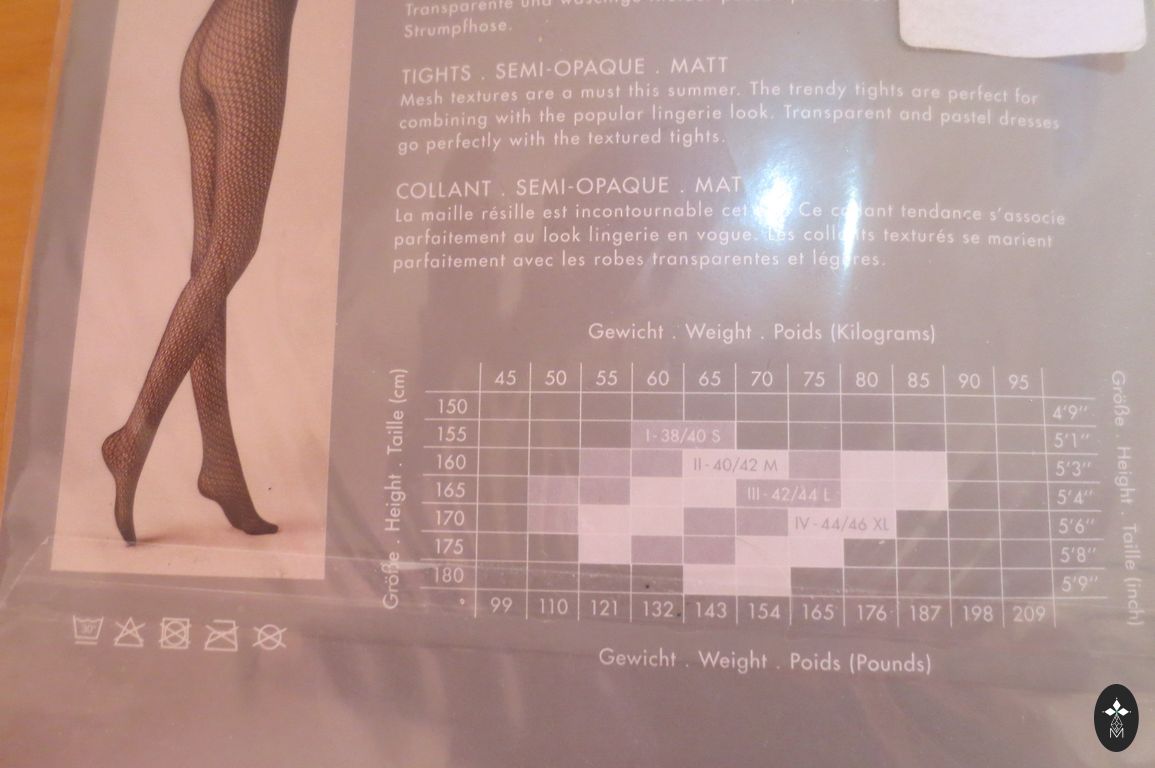 Transparente und
Strumpfhose.
TIGHTS . SEMI-OPAQUE . MATT
Mesh textures are a must this summer. The trendy tights are perfect for
combining with the popular lingerie look. Transparent and pastel dresses
go perfectly with the textured tights.
COLLANT . SEMI-OPAQUE . MAT
La maille résille est incontournable Ce tendance s'associe
parfaitement au look lingerie en vogue. texturés se marient
parfaitement avec les robes transparentes et légères.
Gewicht . Weight . Poids (Kilograms)
Größe . Height . Taille (cm)
45 50 55 60 65 70 75 80 85 90 95
150 4'9"
155 I-38/40 S 5'1"
160 II-40/42 M 5'3"
165 III-42/44 L 5'4"
170 IV-44/46 XL 5'6"
175 5'8"
180 5'9"
° 99 110 121 132 143 154 165 176 187 198 209
Größe . Height . Taille (inch)
Gewicht . Weight . Poids (Pounds)
30°
M